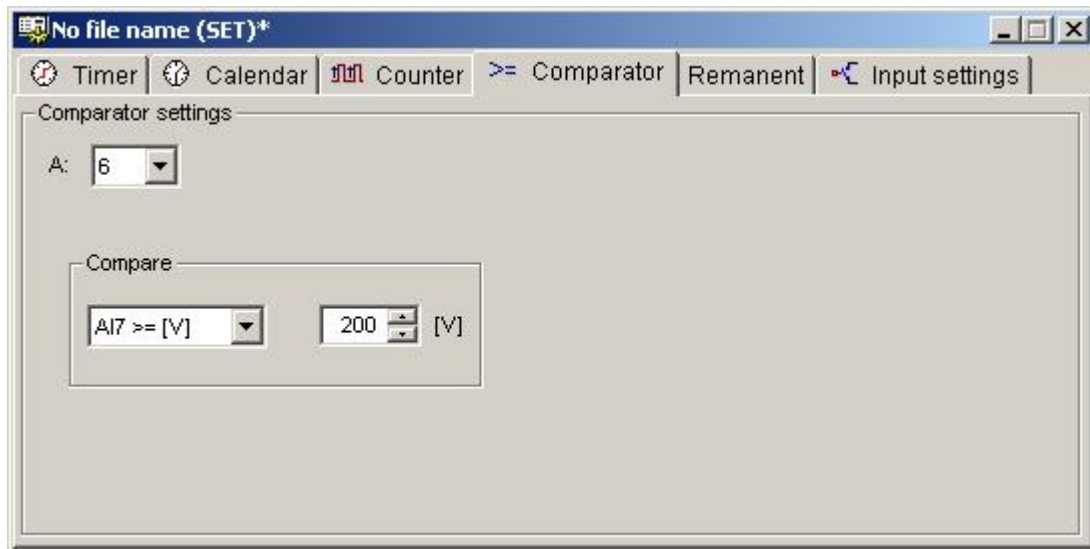 No file name (SET)*
Timer Calendar Counter >= Comparator Remanent Input settings
Comparator settings
A: 6
Compare
AI7 >= [V] 200 [V]